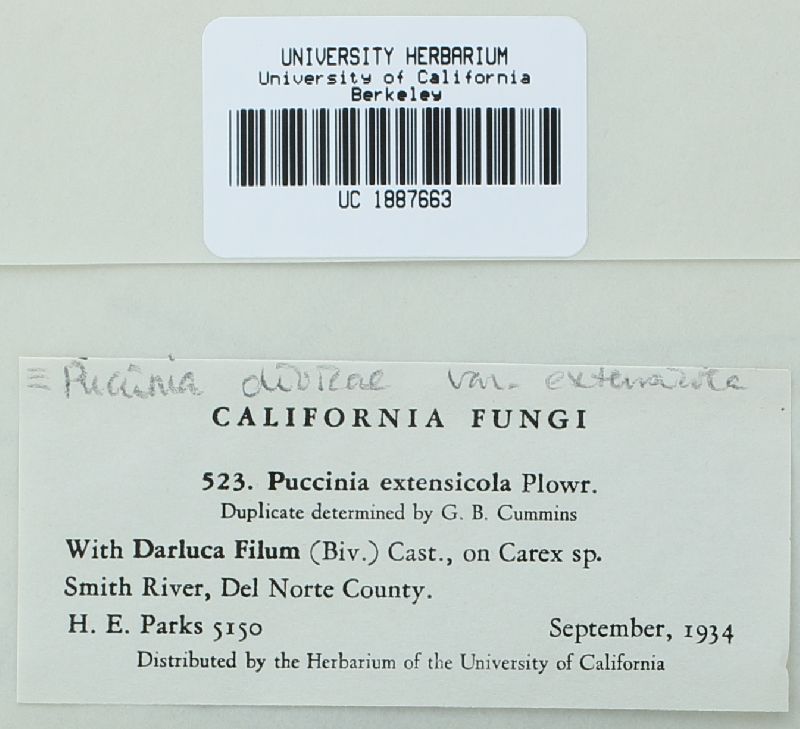 UNIVERSITY HERBARIUM
University of California
Berkeley
UC 1887663
≡ Puccinia dioicae var. extensicola
CALIFORNIA FUNGI
523. Puccinia extensicola Plowr.
Duplicate determined by G. B. Cummins
With Darluca Filum (Biv.) Cast., on Carex sp.
Smith River, Del Norte County.
H. E. Parks 5150 September, 1934
Distributed by the Herbarium of the University of California